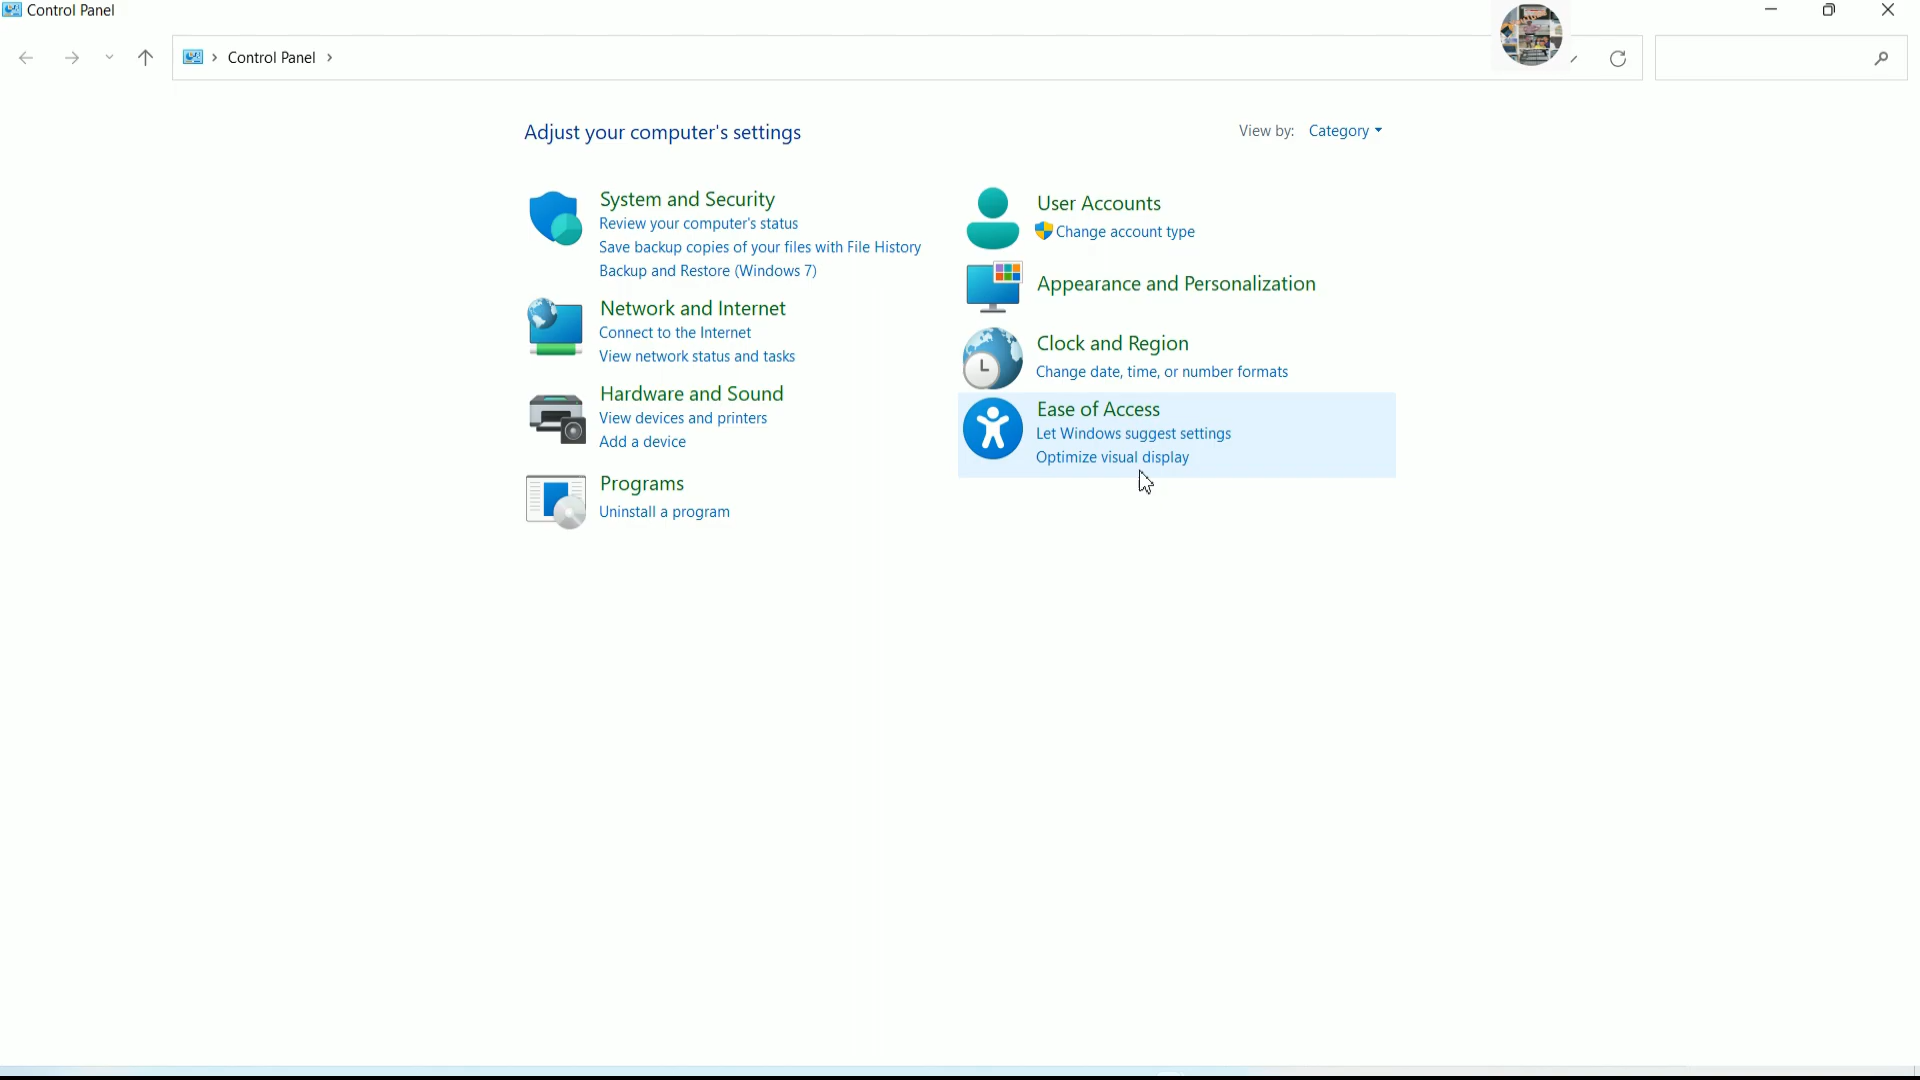 Control Panel
Control Panel
Adjust your computer's settings
View by: Category
System and Security
Review your computer's status
Save backup copies of your files with File History
Backup and Restore (Windows 7)
Network and Internet
Connect to the Internet
View network status and tasks
Hardware and Sound
View devices and printers
Add a device
Programs
Uninstall a program
User Accounts
Change account type
Appearance and Personalization
Clock and Region
Change date, time, or number formats
Ease of Access
Let Windows suggest settings
Optimize visual display